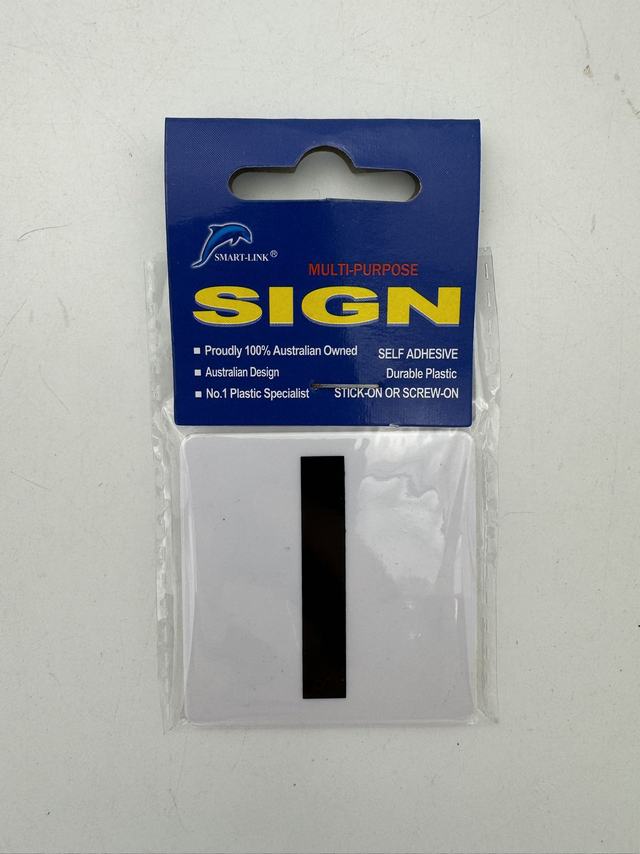 SMART-LINK®
MULTI-PURPOSE
SIGN
Proudly 100% Australian Owned
SELF ADHESIVE
Australian Design
Durable Plastic
No.1 Plastic Specialist
STICK-ON OR SCREW-ON
I